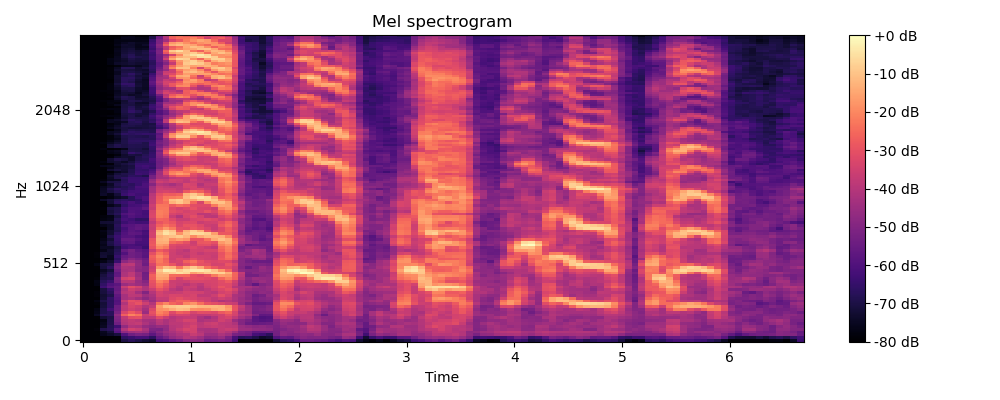 Mel spectrogram
Hz
2048
1024
512
0
0 1 2 3 4 5 6
Time
+0 dB
-10 dB
-20 dB
-30 dB
-40 dB
-50 dB
-60 dB
-70 dB
-80 dB